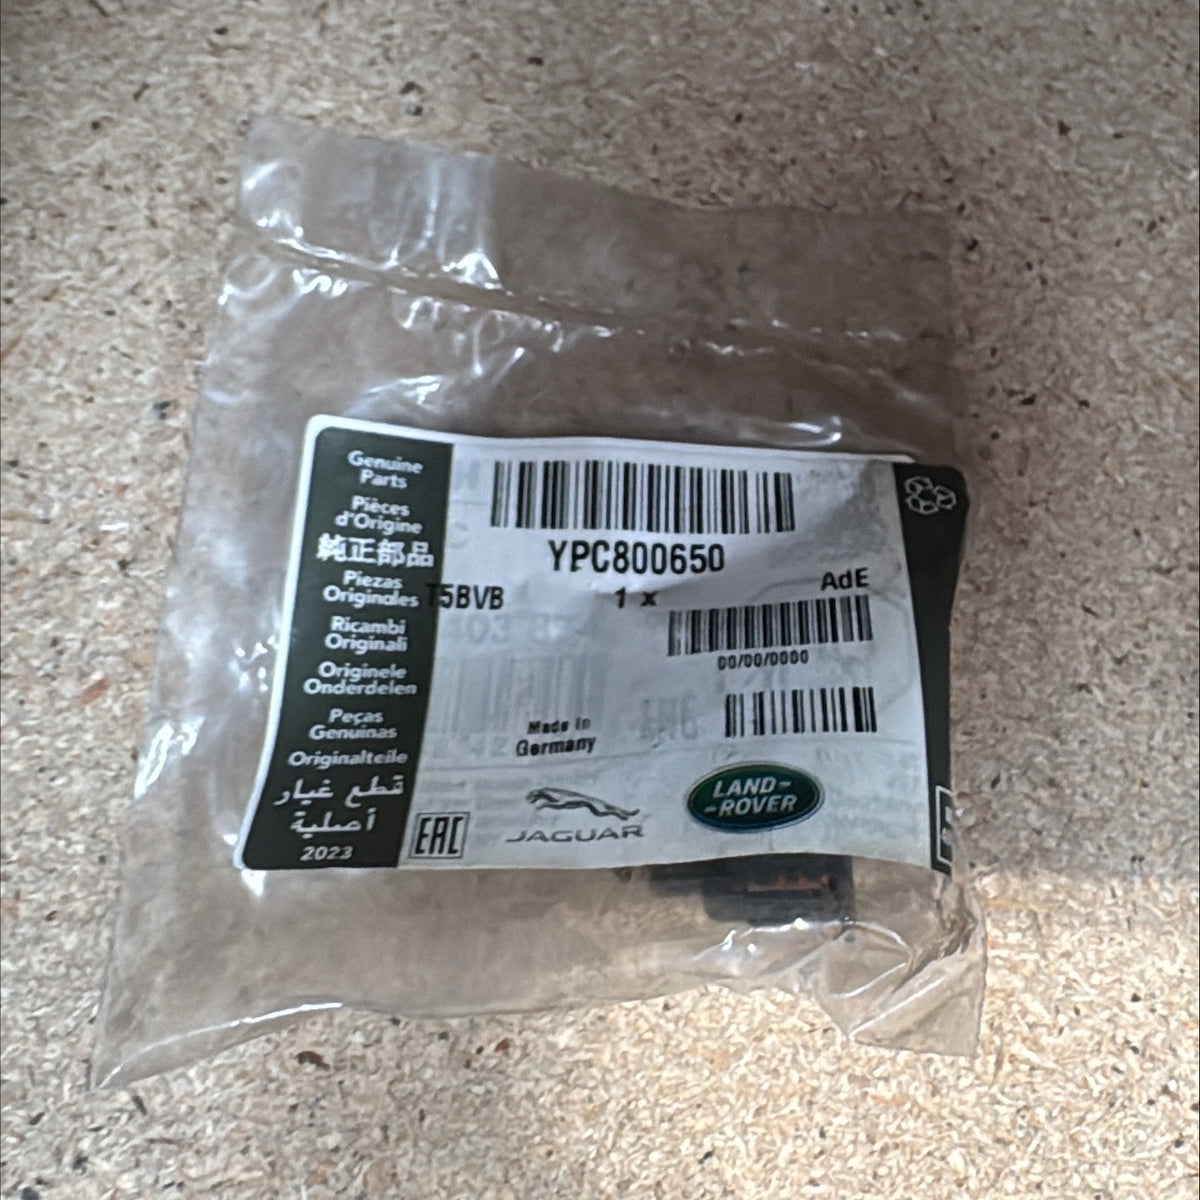 Genuine
Parts
Pièces
d'Origine
純正部品
Piezas
Originales
Ricambi
Originali
Originele
Onderdelen
Peças
Genuinas
Originalteile
قطع غيار
أصلية
2023
YPC800650
T5BVB
1 x
AdE
00/00/0000
Made in
Germany
EAC
JAGUAR
LAND-
-ROVER